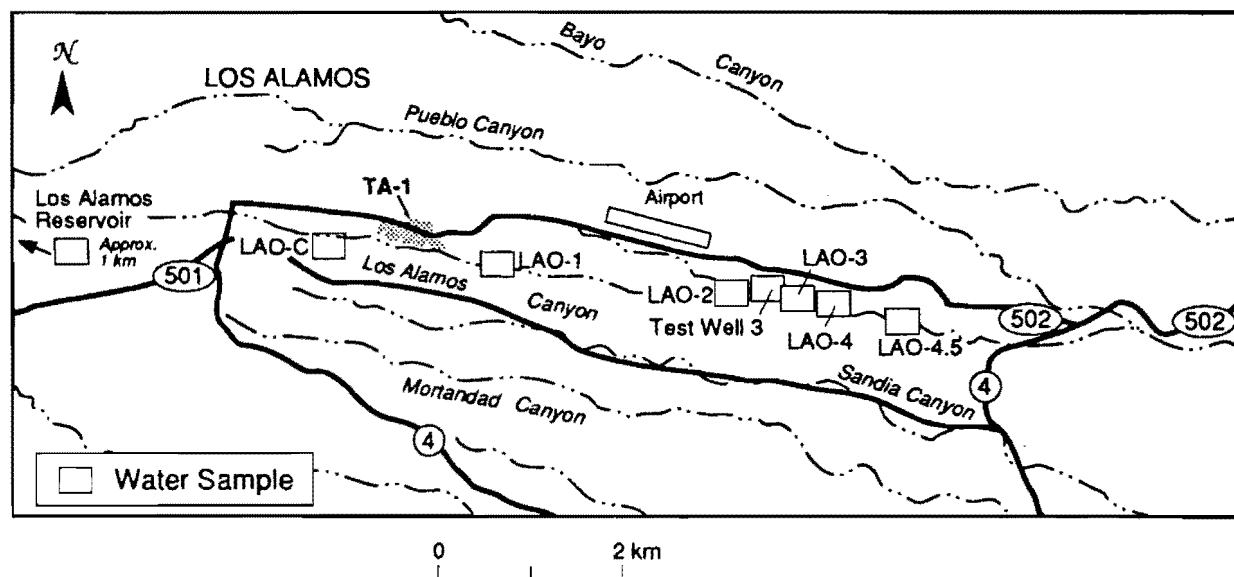 N
LOS ALAMOS
Bayo
Canyon
Pueblo Canyon
TA-1
Airport
Los Alamos
Reservoir
Approx.
1 km
501
LAO-C
LAO-1
Los Alamos
Canyon
LAO-2
Test Well 3
LAO-3
LAO-4
LAO-4.5
502
502
Sandia Canyon
4
Mortandad Canyon
4
Water Sample
0
2 km